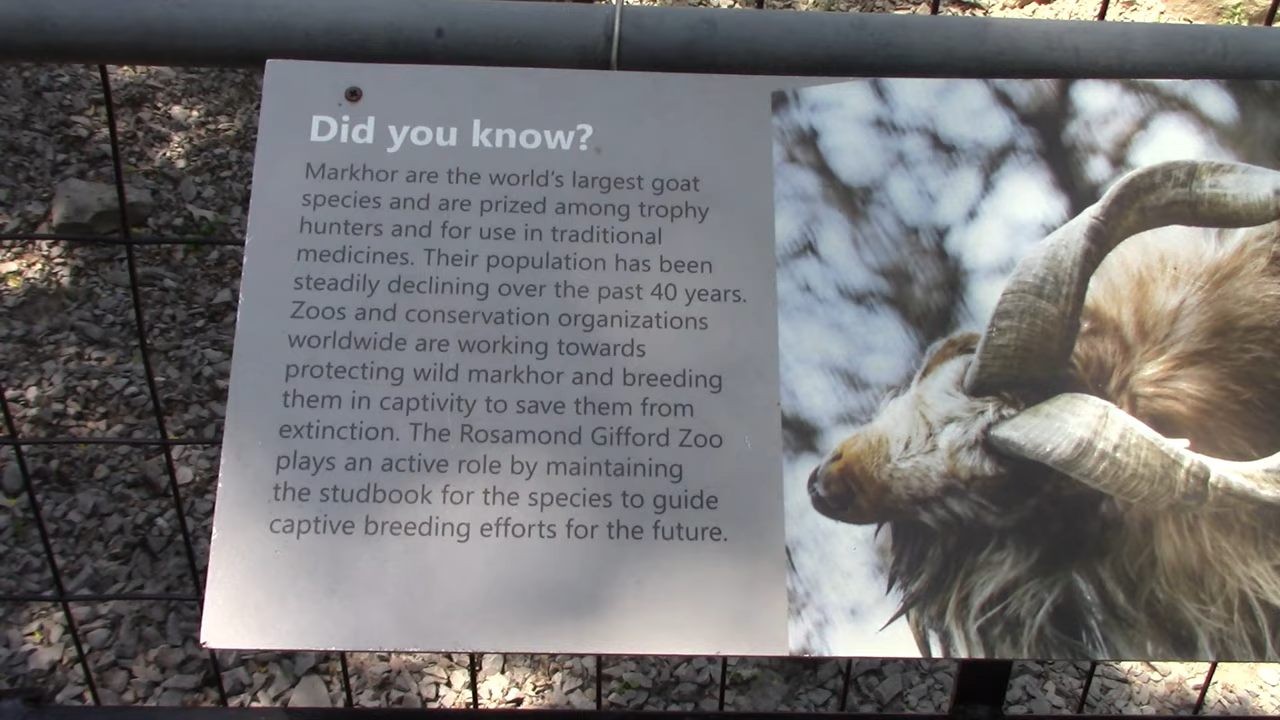 Did you know?
Markhor are the world's largest goat
species and are prized among trophy
hunters and for use in traditional
medicines. Their population has been
steadily declining over the past 40 years.
Zoos and conservation organizations
worldwide are working towards
protecting wild markhor and breeding
them in captivity to save them from
extinction. The Rosamond Gifford Zoo
plays an active role by maintaining
the studbook for the species to guide
captive breeding efforts for the future.